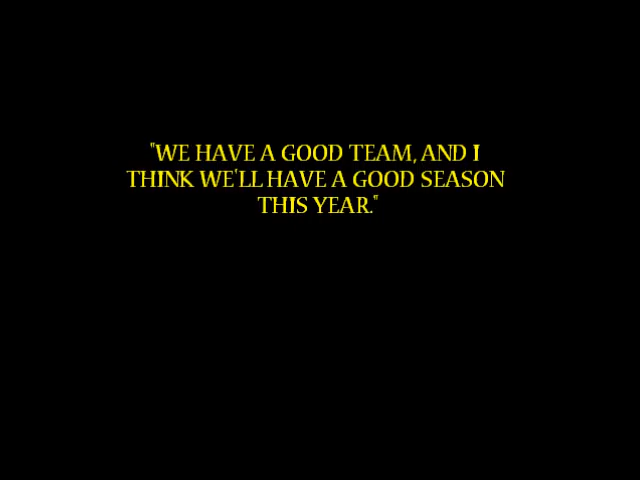 "WE HAVE A GOOD TEAM, AND I
THINK WE'LL HAVE A GOOD SEASON
THIS YEAR."